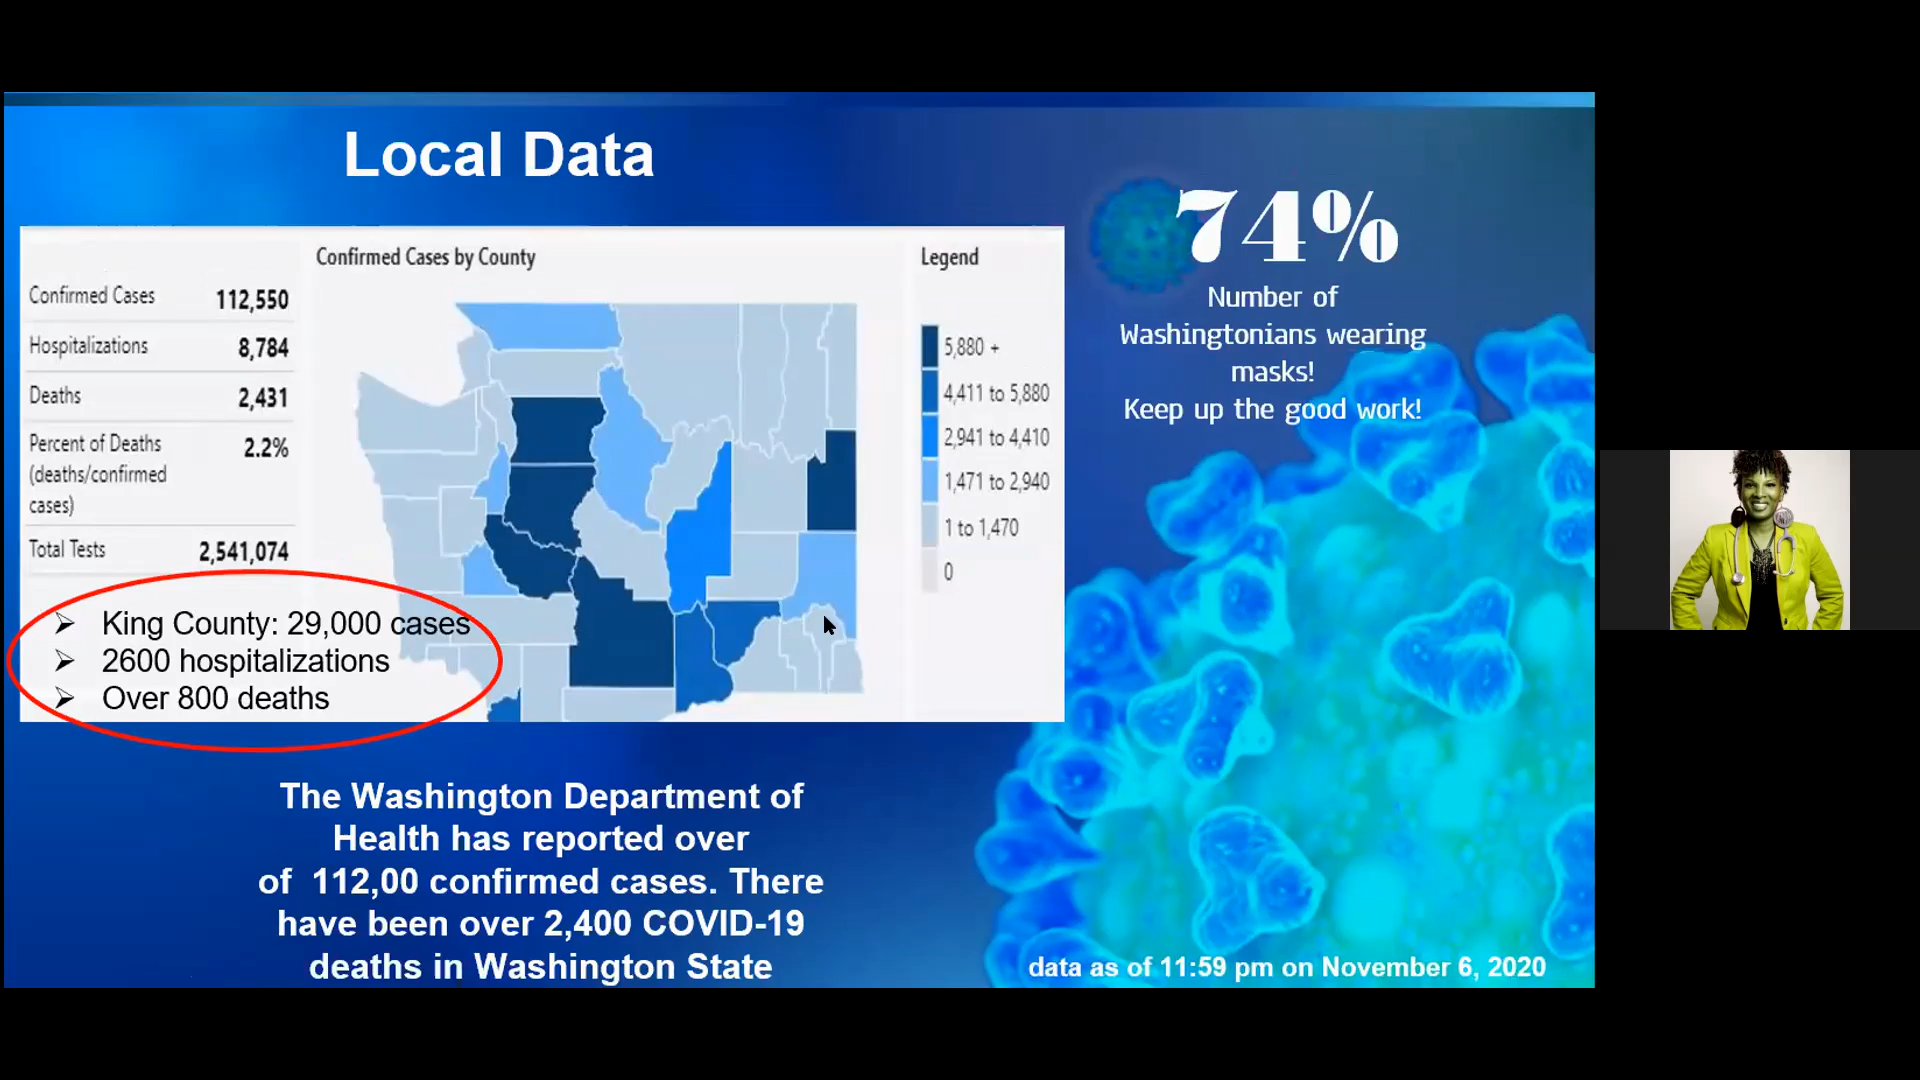 Local Data
Confirmed Cases 112,550
Hospitalizations 8,784
Deaths 2,431
Percent of Deaths 2.2%
(deaths/confirmed
cases)
Total Tests 2,541,074
Confirmed Cases by County
Legend
5,880 +
4,411 to 5,880
2,941 to 4,410
1,471 to 2,940
1 to 1,470
0
King County: 29,000 cases
2600 hospitalizations
Over 800 deaths
74%
Number of
Washingtonians wearing
masks!
Keep up the good work!
The Washington Department of
Health has reported over
of 112,00 confirmed cases. There
have been over 2,400 COVID-19
deaths in Washington State
data as of 11:59 pm on November 6, 2020